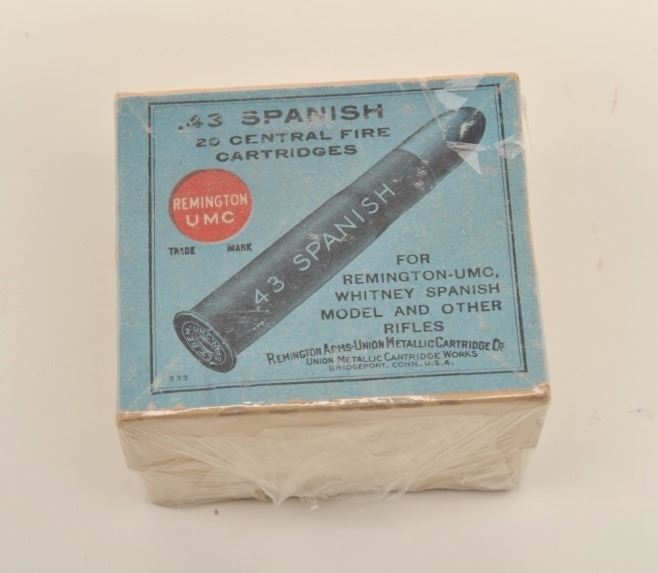 .43 SPANISH
20 CENTRAL FIRE
CARTRIDGES
REMINGTON
UMC
TRADE MARK
43 SPANISH
FOR
REMINGTON-UMC,
WHITNEY SPANISH
MODEL AND OTHER
RIFLES
REMINGTON ARMS-UNION METALLIC CARTRIDGE CO
UNION METALLIC CARTRIDGE WORKS
BRIDGEPORT, CONN., U.S.A.